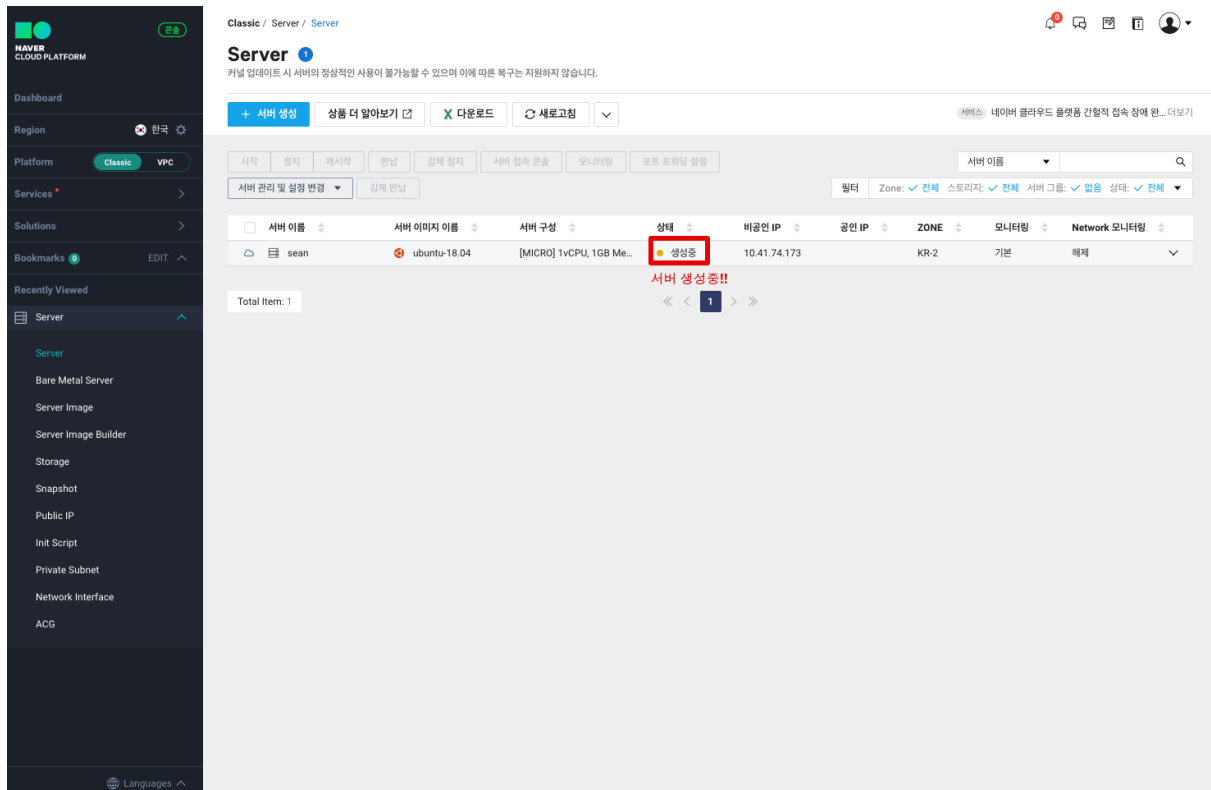 NAVER
CLOUD PLATFORM
콘솔
Dashboard
Region 한국
Platform Classic VPC
Services
Solutions
Bookmarks 0 EDIT
Recently Viewed
Server
Server
Bare Metal Server
Server Image
Server Image Builder
Storage
Snapshot
Public IP
Init Script
Private Subnet
Network Interface
ACG
Languages
Classic / Server / Server
0
Server 1
커널 업데이트 시 서버의 정상적인 사용이 불가능할 수 있으며 이에 따른 복구는 지원하지 않습니다.
+ 서버 생성 상품 더 알아보기 다운로드 새로고침
서비스 네이버 클라우드 플랫폼 간헐적 접속 장애 완... 더보기
시작 정지 재시작 반납 강제 정지 서버 접속 콘솔 모니터링 포트 포워딩 설정 서버 이름
서버 관리 및 설정 변경 강제 반납 필터 Zone: 전체 스토리지: 전체 서버 그룹: 없음 상태: 전체
서버 이름 서버 이미지 이름 서버 구성 상태 비공인 IP 공인 IP ZONE 모니터링 Network 모니터링
sean ubuntu-18.04 [MICRO] 1vCPU, 1GB Me... 생성중 10.41.74.173 KR-2 기본 해제
서버 생성중!!
Total Item: 1
1